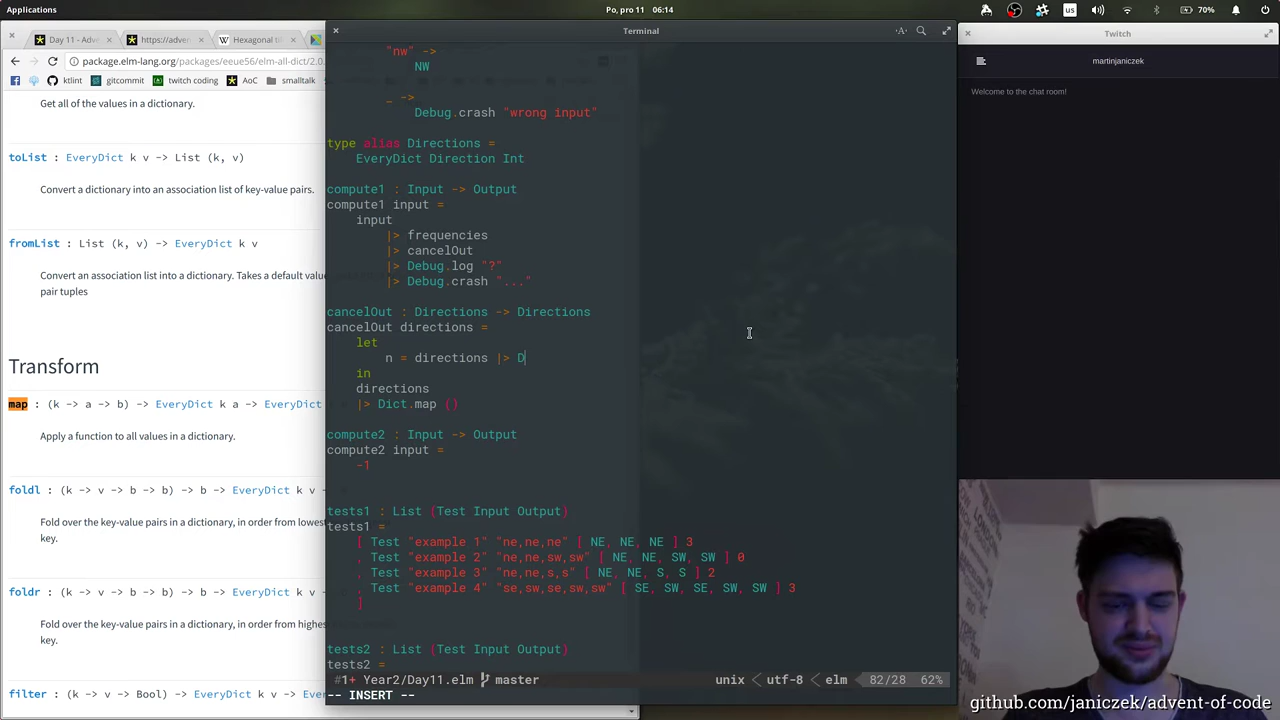 Applications
Po, pro 11 06:14
us
70%
Day 11 - Adv
https://adven
Hexagonal ti
Terminal
Twitch
package.elm-lang.org/packages/eeue56/elm-all-dict/2.0.
ktlint
gitcommit
twitch coding
AoC
smalltalk
martinjaniczek
Welcome to the chat room!
Get all of the values in a dictionary.
toList : EveryDict k v -> List (k, v)
Convert a dictionary into an association list of key-value pairs.
fromList : List (k, v) -> EveryDict k v
Convert an association list into a dictionary. Takes a default value
pair tuples
Transform
map : (k -> a -> b) -> EveryDict k a -> EveryDict
Apply a function to all values in a dictionary.
foldl : (k -> v -> b -> b) -> b -> EveryDict k v -
Fold over the key-value pairs in a dictionary, in order from lowest
key.
foldr : (k -> v -> b -> b) -> b -> EveryDict k v -
Fold over the key-value pairs in a dictionary, in order from highest
key.
filter : (k -> v -> Bool) -> EveryDict k v -> Every
"nw" ->
NW
_ ->
Debug.crash "wrong input"
type alias Directions =
EveryDict Direction Int
compute1 : Input -> Output
compute1 input =
input
|> frequencies
|> cancelOut
|> Debug.log "?"
|> Debug.crash "..."
cancelOut : Directions -> Directions
cancelOut directions =
let
n = directions |> D
in
directions
|> Dict.map ()
compute2 : Input -> Output
compute2 input =
-1
tests1 : List (Test Input Output)
tests1 =
[ Test "example 1" "ne,ne,ne" [ NE, NE, NE ] 3
, Test "example 2" "ne,ne,sw,sw" [ NE, NE, SW, SW ] 0
, Test "example 3" "ne,ne,s,s" [ NE, NE, S, S ] 2
, Test "example 4" "se,sw,se,sw,sw" [ SE, SW, SE, SW, SW ] 3
]
tests2 : List (Test Input Output)
tests2 =
#1+ Year2/Day11.elm master unix utf-8 elm 82/28 62%
-- INSERT --
github.com/janiczek/advent-of-code